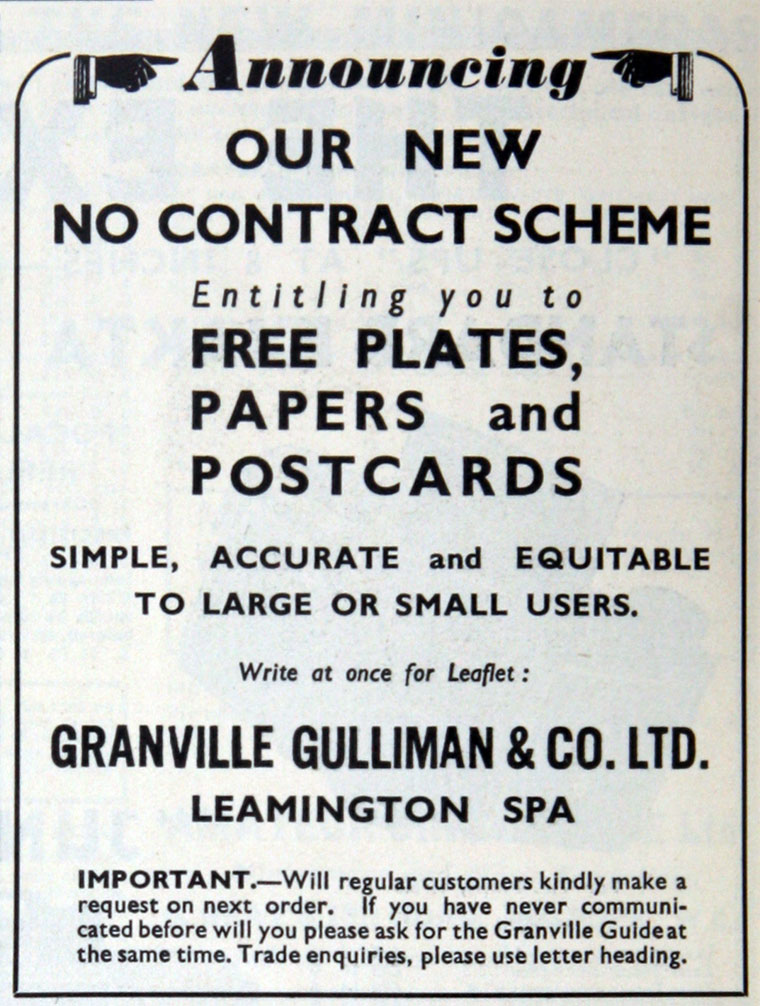 Announcing
OUR NEW
NO CONTRACT SCHEME
Entitling you to
FREE PLATES,
PAPERS and
POSTCARDS
SIMPLE, ACCURATE and EQUITABLE
TO LARGE OR SMALL USERS.
Write at once for Leaflet :
GRANVILLE GULLIMAN & CO. LTD.
LEAMINGTON SPA
IMPORTANT.—Will regular customers kindly make a
request on next order. If you have never communi-
cated before will you please ask for the Granville Guide at
the same time. Trade enquiries, please use letter heading.